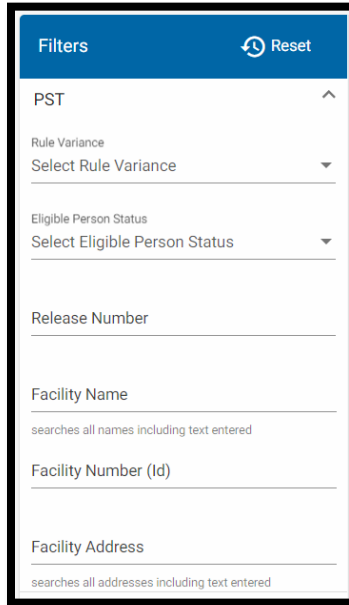 Filters Reset
PST
Rule Variance
Select Rule Variance
Eligible Person Status
Select Eligible Person Status
Release Number
Facility Name
searches all names including text entered
Facility Number (Id)
Facility Address
searches all addresses including text entered